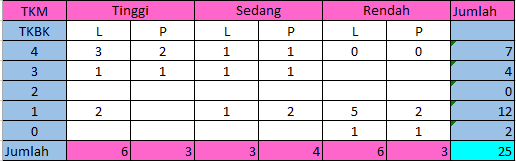 TKM Tinggi Sedang Rendah Jumlah
TKBK L P L P L P
4 3 2 1 1 0 0 7
3 1 1 1 1 4
2 0
1 2 1 2 5 2 12
0 1 1 2
Jumlah 6 3 3 4 6 3 25